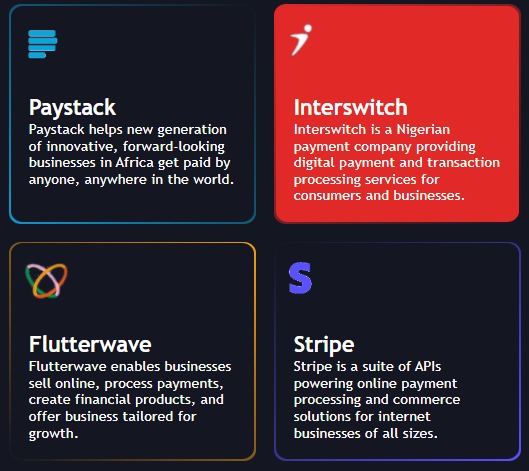 Paystack
Paystack helps new generation
of innovative, forward-looking
businesses in Africa get paid by
anyone, anywhere in the world.
Interswitch
Interswitch is a Nigerian
payment company providing
digital payment and transaction
processing services for
consumers and businesses.
Flutterwave
Flutterwave enables businesses
sell online, process payments,
create financial products, and
offer business tailored for
growth.
Stripe
Stripe is a suite of APIs
powering online payment
processing and commerce
solutions for internet
businesses of all sizes.